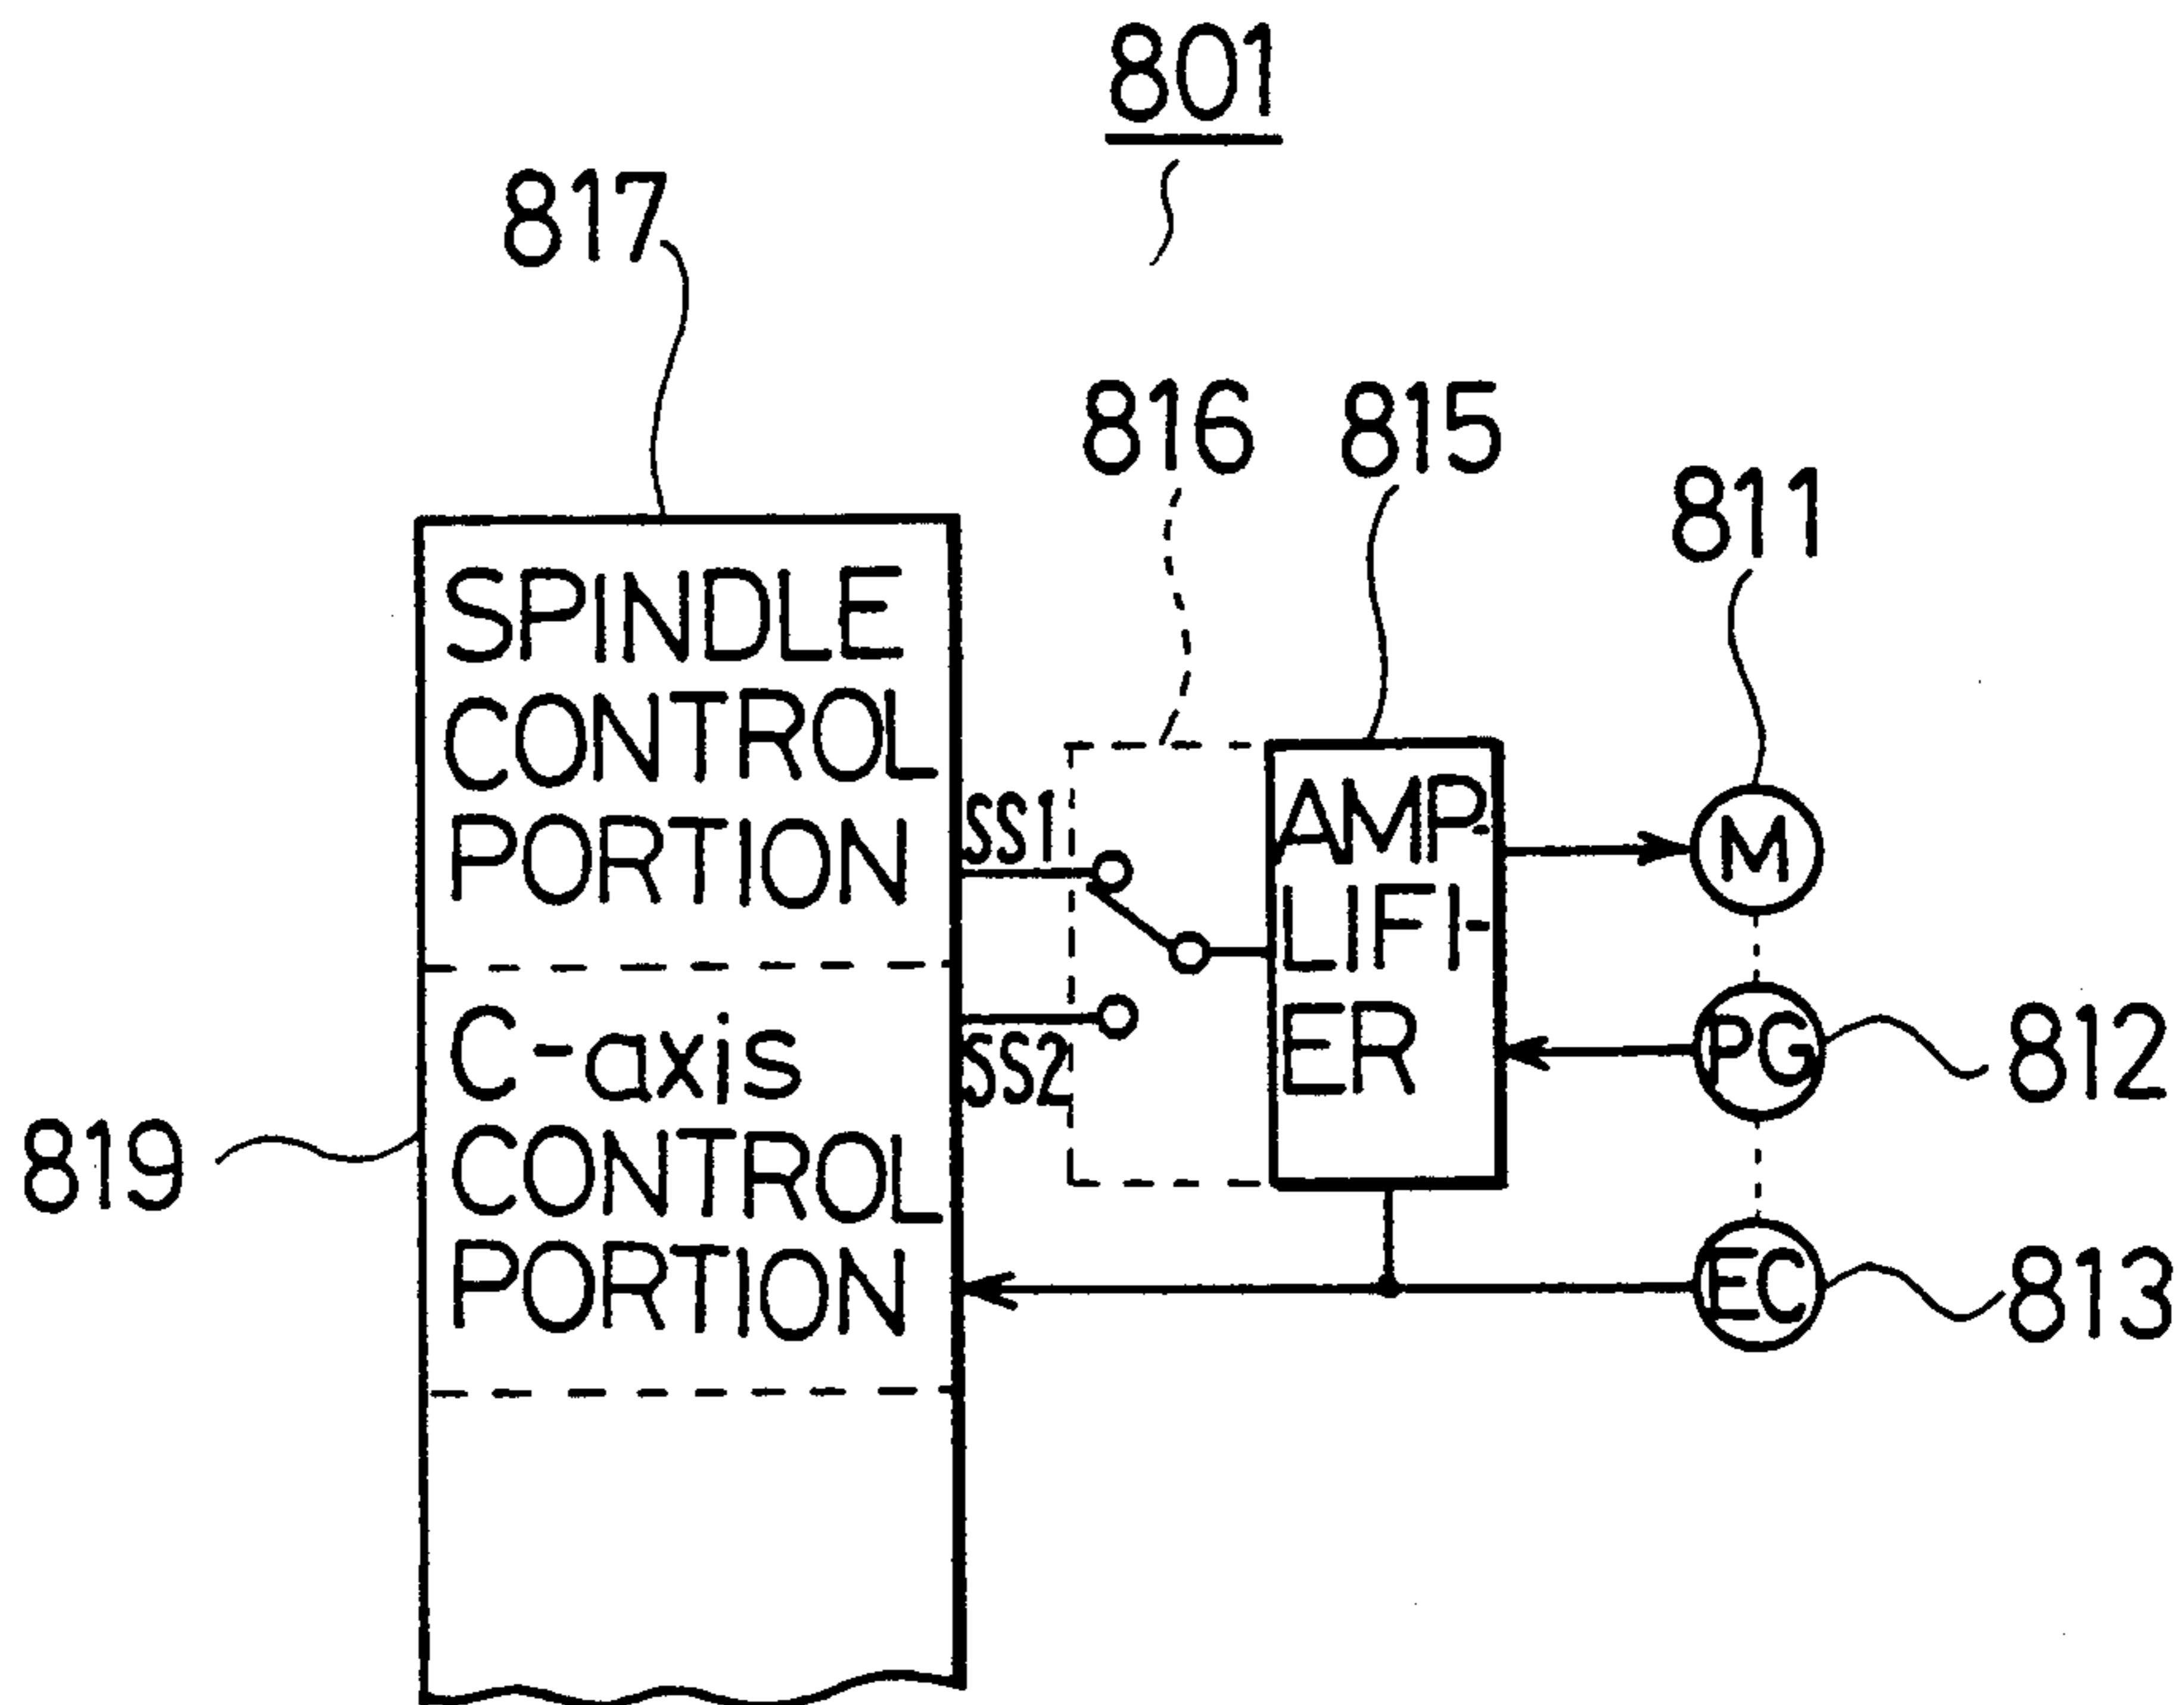 801
817
816
815
811
SPINDLE
CONTROL
PORTION
SS1
AMP-
LIFI-
ER
M
C-axis
CONTROL
PORTION
SS2
PG
812
819
EC
813